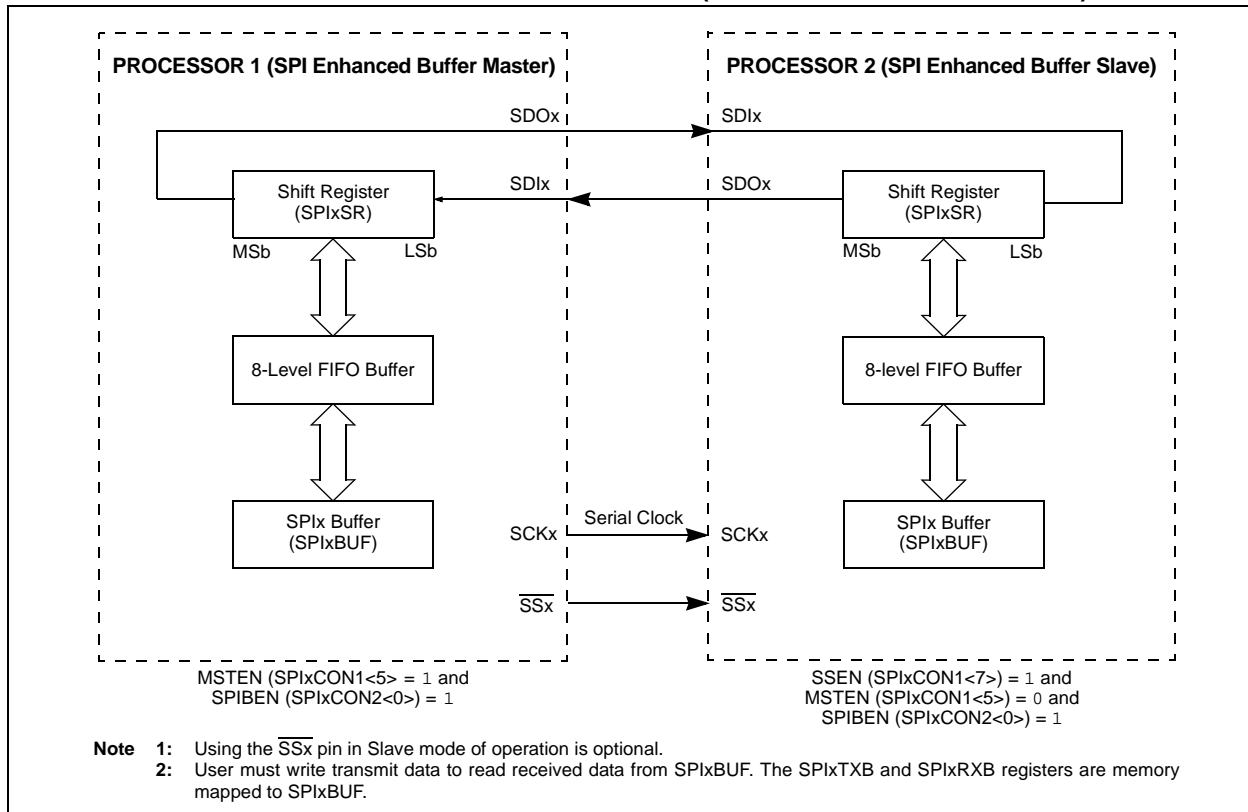 PROCESSOR 1 (SPI Enhanced Buffer Master)
PROCESSOR 2 (SPI Enhanced Buffer Slave)
SDOx
SDIx
Shift Register
(SPIxSR)
SDIx
SDOx
Shift Register
(SPIxSR)
MSb
LSb
MSb
LSb
8-Level FIFO Buffer
8-level FIFO Buffer
SPIx Buffer
(SPIxBUF)
SCKx
Serial Clock
SCKx
SPIx Buffer
(SPIxBUF)
SSx
SSx
MSTEN (SPIxCON1<5> = 1 and
SPIBEN (SPIxCON2<0>) = 1
SSEN (SPIxCON1<7>) = 1 and
MSTEN (SPIxCON1<5>) = 0 and
SPIBEN (SPIxCON2<0>) = 1
Note 1: Using the SSx pin in Slave mode of operation is optional.
2: User must write transmit data to read received data from SPIxBUF. The SPIxTXB and SPIxRXB registers are memory
mapped to SPIxBUF.